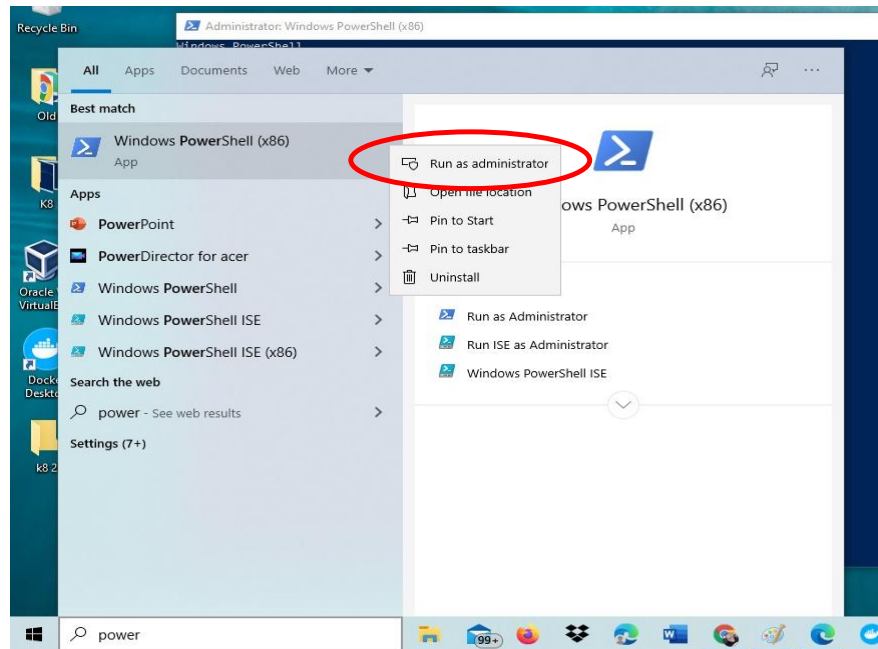 Recycle Bin
Administrator: Windows PowerShell (x86)
Windows PowerShell
All Apps Documents Web More
Old
Best match
Windows PowerShell (x86)
App
Run as administrator
K8
Apps
Open file location
ows PowerShell (x86)
PowerPoint
Pin to Start
App
PowerDirector for acer
Pin to taskbar
Windows PowerShell
Uninstall
Oracle
VirtualB
Windows PowerShell ISE
Run as Administrator
Windows PowerShell ISE (x86)
Run ISE as Administrator
Docke
Deskto
Search the web
Windows PowerShell ISE
power - See web results
Settings (7+)
k8 2
power
99+